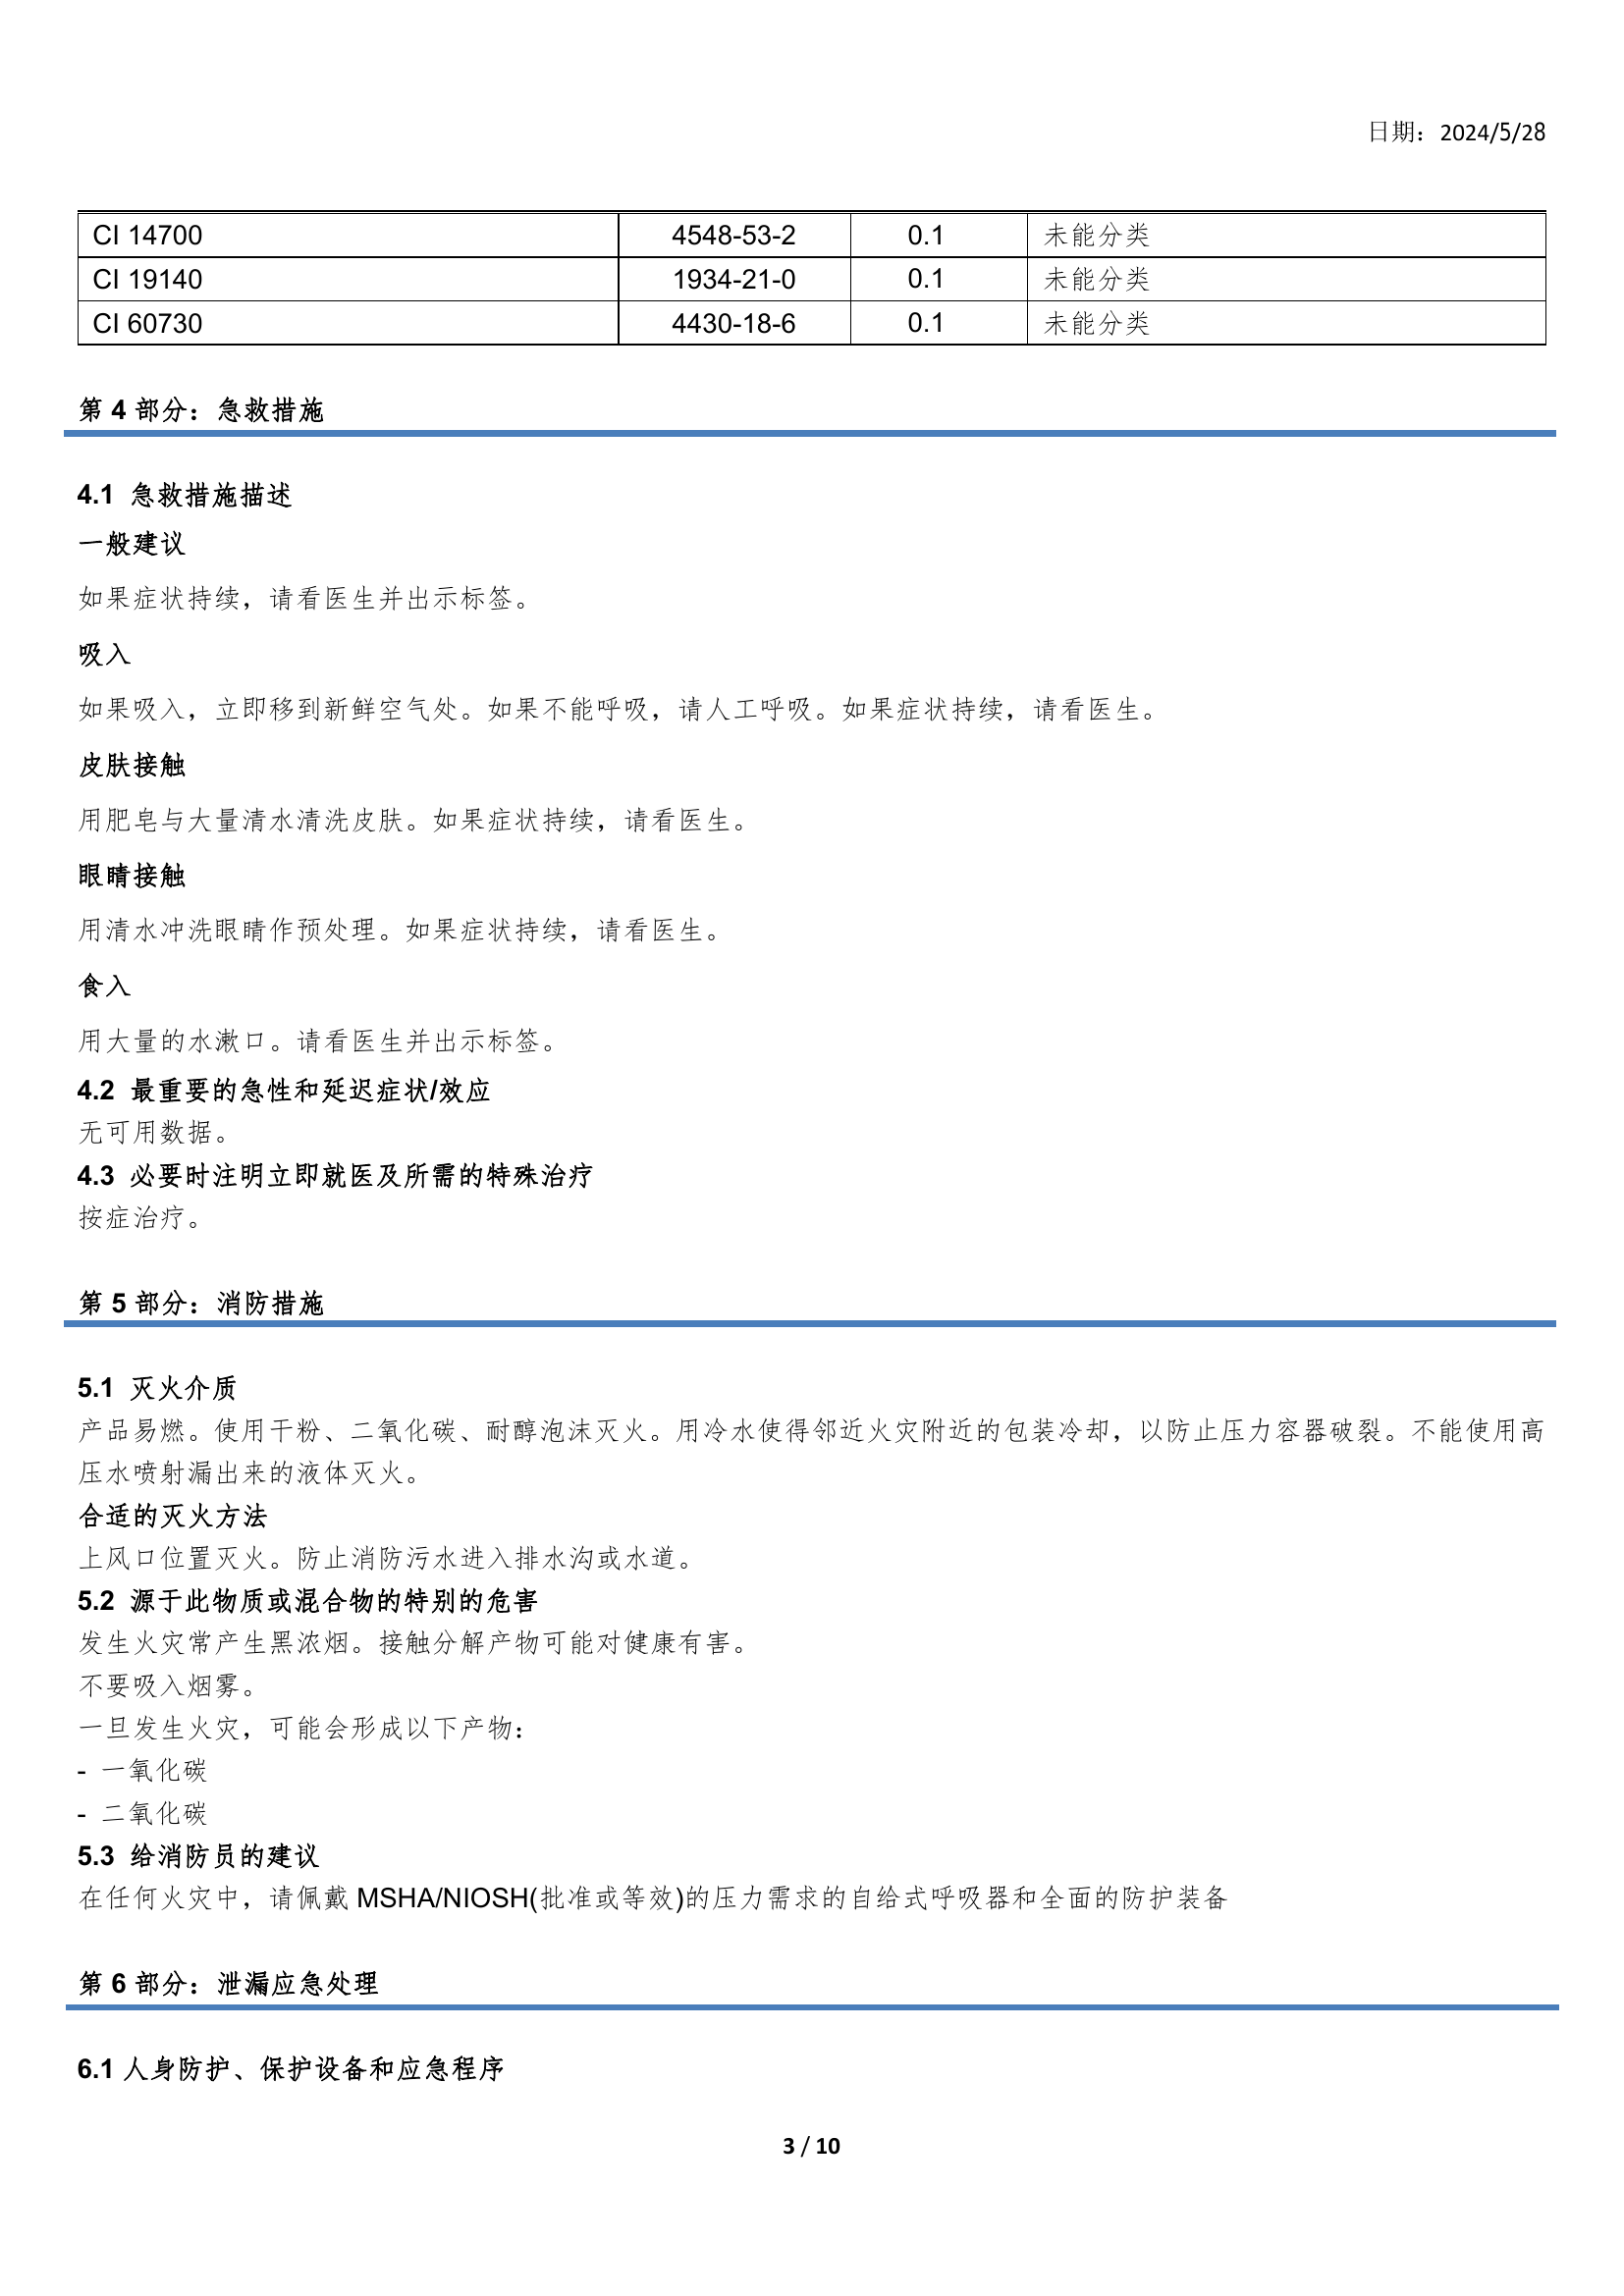 日期：2024/5/28
CI 14700 4548-53-2 0.1 未能分类
CI 19140 1934-21-0 0.1 未能分类
CI 60730 4430-18-6 0.1 未能分类
第 4 部分：急救措施
4.1 急救措施描述
一般建议
如果症状持续，请看医生并出示标签。
吸入
如果吸入，立即移到新鲜空气处。如果不能呼吸，请人工呼吸。如果症状持续，请看医生。
皮肤接触
用肥皂与大量清水清洗皮肤。如果症状持续，请看医生。
眼睛接触
用清水冲洗眼睛作预处理。如果症状持续，请看医生。
食入
用大量的水漱口。请看医生并出示标签。
4.2 最重要的急性和延迟症状/效应
无可用数据。
4.3 必要时注明立即就医及所需的特殊治疗
按症治疗。
第 5 部分：消防措施
5.1 灭火介质
产品易燃。使用干粉、二氧化碳、耐醇泡沫灭火。用冷水使得邻近火灾附近的包装冷却，以防止压力容器破裂。不能使用高
压水喷射漏出来的液体灭火。
合适的灭火方法
上风口位置灭火。防止消防污水进入排水沟或水道。
5.2 源于此物质或混合物的特别的危害
发生火灾常产生黑浓烟。接触分解产物可能对健康有害。
不要吸入烟雾。
一旦发生火灾，可能会形成以下产物：
- 一氧化碳
- 二氧化碳
5.3 给消防员的建议
在任何火灾中，请佩戴 MSHA/NIOSH(批准或等效)的压力需求的自给式呼吸器和全面的防护装备
第 6 部分：泄漏应急处理
6.1 人身防护、保护设备和应急程序
3 / 10